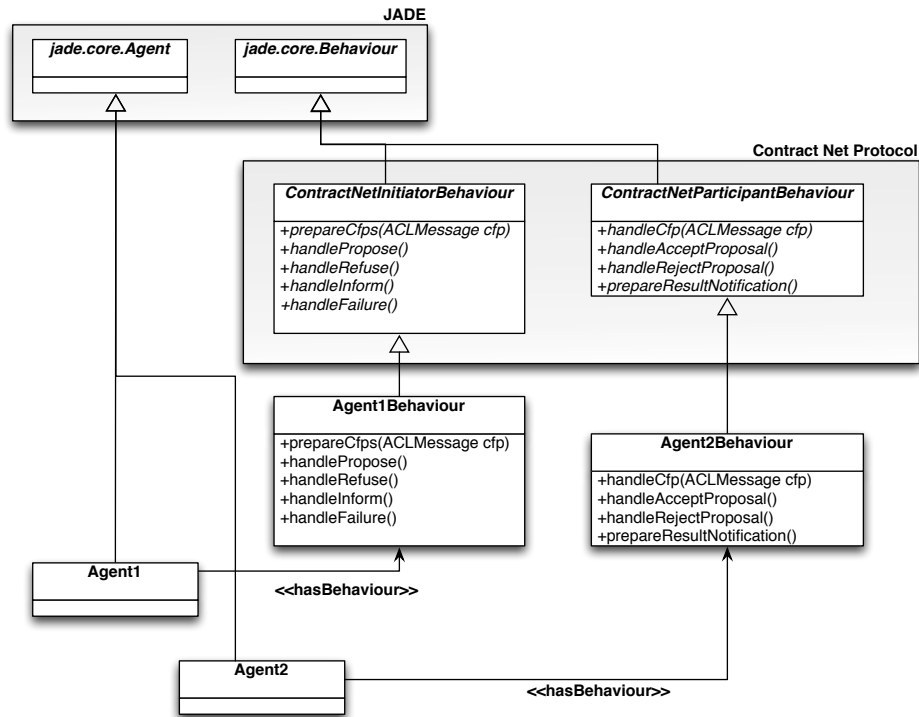 JADE
jade.core.Agent
jade.core.Behaviour
Contract Net Protocol
ContractNetInitiatorBehaviour
+prepareCfps(ACLMessage cfp)
+handlePropose()
+handleRefuse()
+handleInform()
+handleFailure()
ContractNetParticipantBehaviour
+handleCfp(ACLMessage cfp)
+handleAcceptProposal()
+handleRejectProposal()
+prepareResultNotification()
Agent1Behaviour
+prepareCfps(ACLMessage cfp)
+handlePropose()
+handleRefuse()
+handleInform()
+handleFailure()
Agent2Behaviour
+handleCfp(ACLMessage cfp)
+handleAcceptProposal()
+handleRejectProposal()
+prepareResultNotification()
Agent1
<<hasBehaviour>>
Agent2
<<hasBehaviour>>